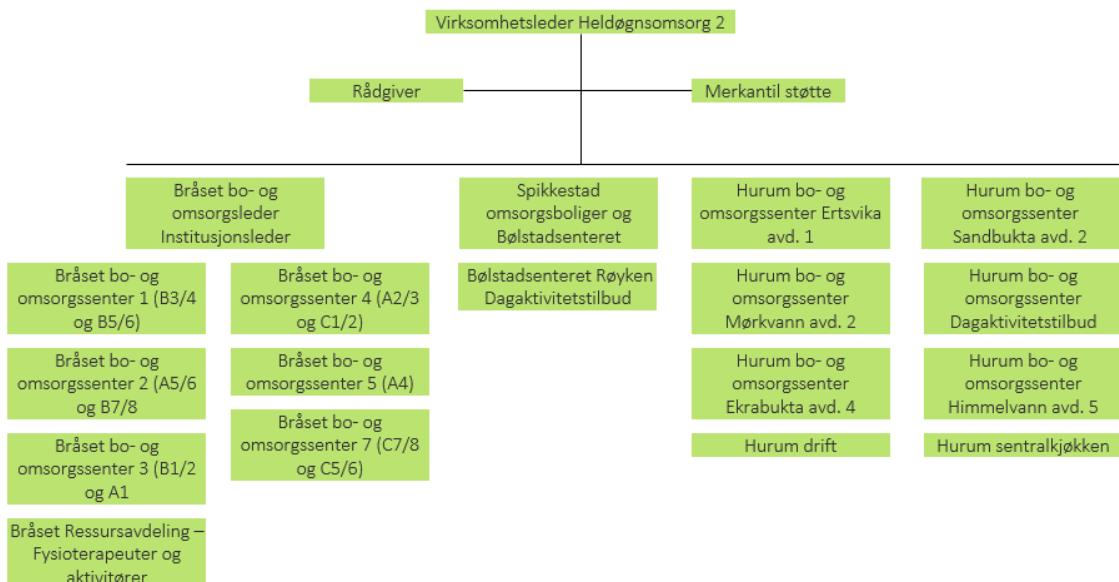 Virksomhetsleder Heldøgnsomsorg 2
Rådgiver
Merkantil støtte
Bråset bo- og
omsorgsleder
Institusjonsleder
Spikkestad
omsorgsboliger og
Bølstadsenteret
Hurum bo- og
omsorgssenter Ertsvika
avd. 1
Hurum bo- og
omsorgssenter
Sandbukta avd. 2
Bråset bo- og
omsorgssenter 1 (B3/4
og B5/6)
Bråset bo- og
omsorgssenter 4 (A2/3
og C1/2)
Bølstadsenteret Røyken
Dagaktivitetstilbud
Hurum bo- og
omsorgssenter
Mørkvann avd. 2
Hurum bo- og
omsorgssenter
Dagaktivitetstilbud
Bråset bo- og
omsorgssenter 2 (A5/6
og B7/8
Bråset bo- og
omsorgssenter 5 (A4)
Hurum bo- og
omsorgssenter
Ekrabukta avd. 4
Hurum bo- og
omsorgssenter
Himmelvann avd. 5
Bråset bo- og
omsorgssenter 3 (B1/2
og A1
Bråset bo- og
omsorgssenter 7 (C7/8
og C5/6)
Hurum drift
Hurum sentralkjøkken
Bråset Ressursavdeling –
Fysioterapeuter og
aktivitører